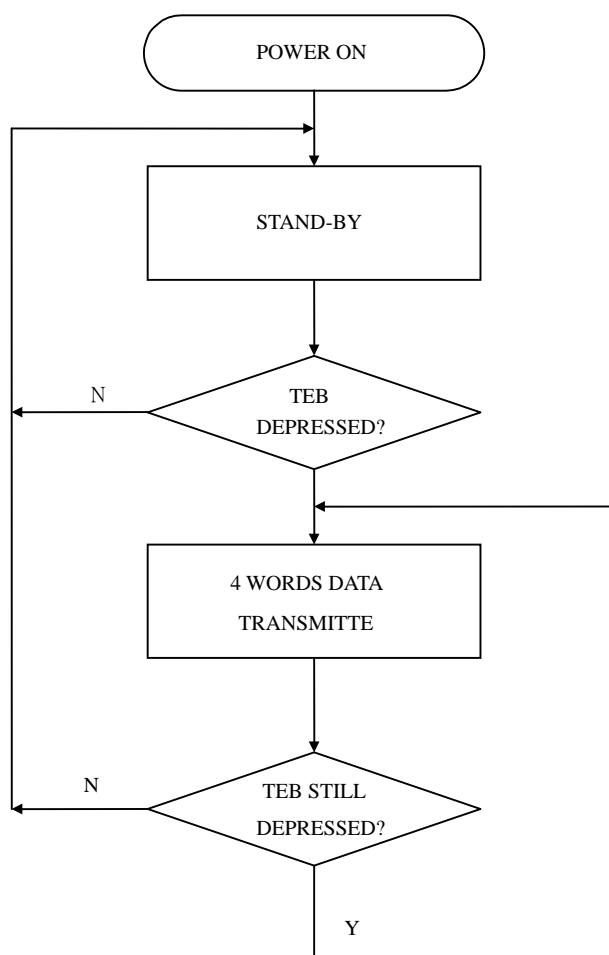 POWER ON
STAND-BY
TEB
DEPRESSED?
N
4 WORDS DATA
TRANSMITTE
TEB STILL
DEPRESSED?
N
Y